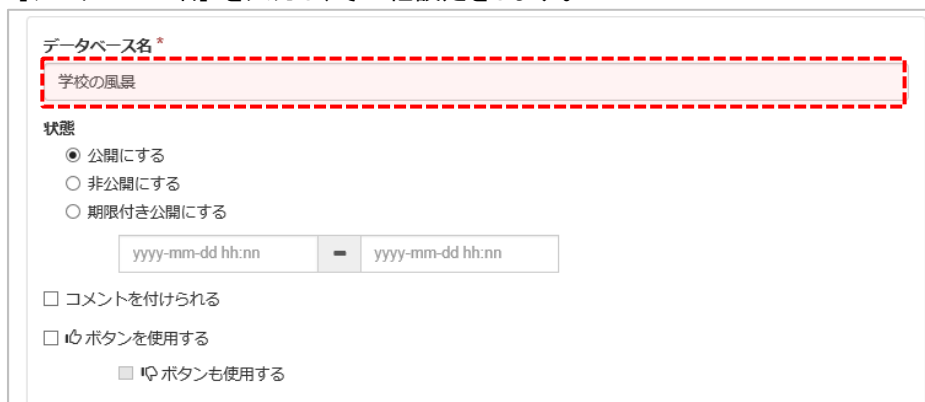 データベース名 *
学校の風景
状態
公開にする
非公開にする
期限付き公開にする
yyyy-mm-dd hh:nn - yyyy-mm-dd hh:nn
コメントを付けられる
ボタンを使用する
ボタンも使用する